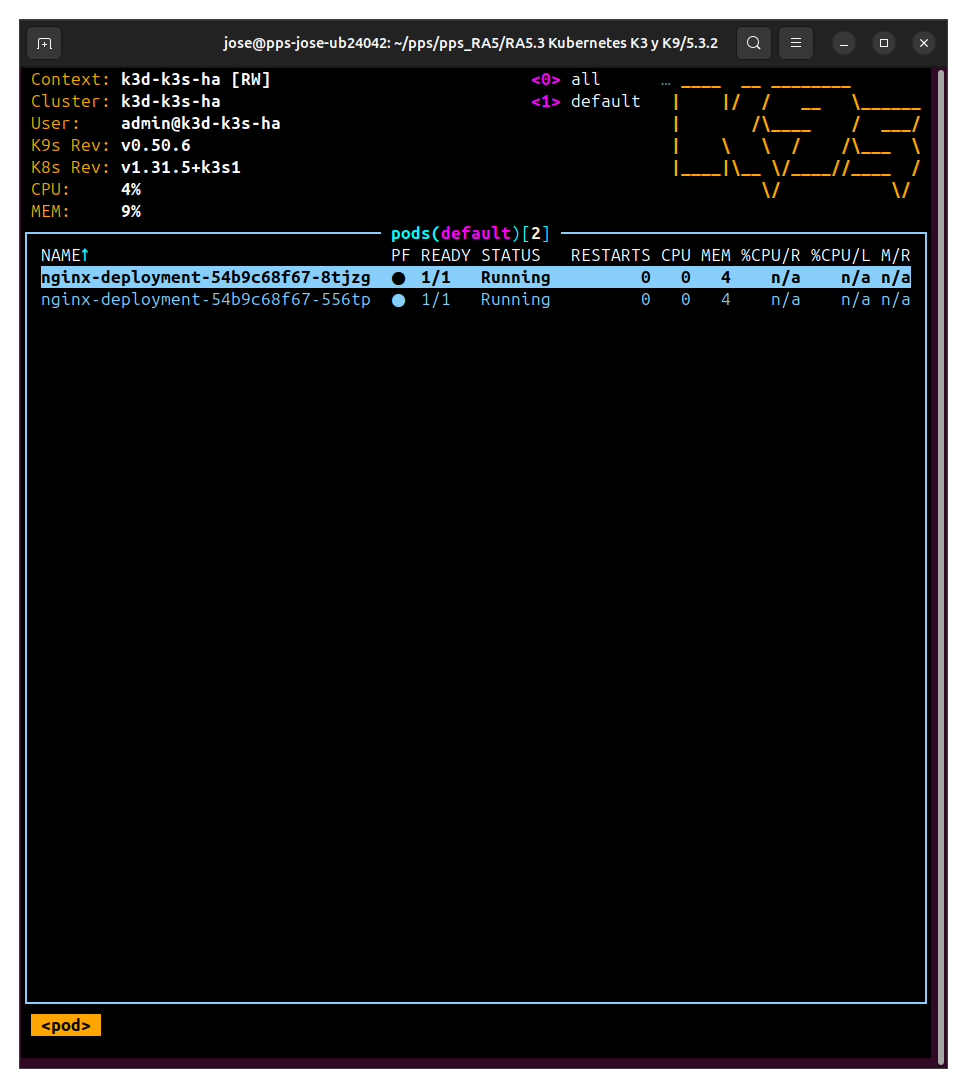 jose@pps-jose-ub24042: ~/pps/pps_RA5/RA5.3 Kubernetes K3 y K9/5.3.2
Context: k3d-k3s-ha [RW] <0> all …
Cluster: k3d-k3s-ha <1> default
User: admin@k3d-k3s-ha
K9s Rev: v0.50.6
K8s Rev: v1.31.5+k3s1
CPU: 4%
MEM: 9%
pods(default)[2]
NAME↑ PF READY STATUS RESTARTS CPU MEM %CPU/R %CPU/L M/R
nginx-deployment-54b9c68f67-8tjzg ● 1/1 Running 0 0 4 n/a n/a n/a
nginx-deployment-54b9c68f67-556tp ● 1/1 Running 0 0 4 n/a n/a n/a
<pod>